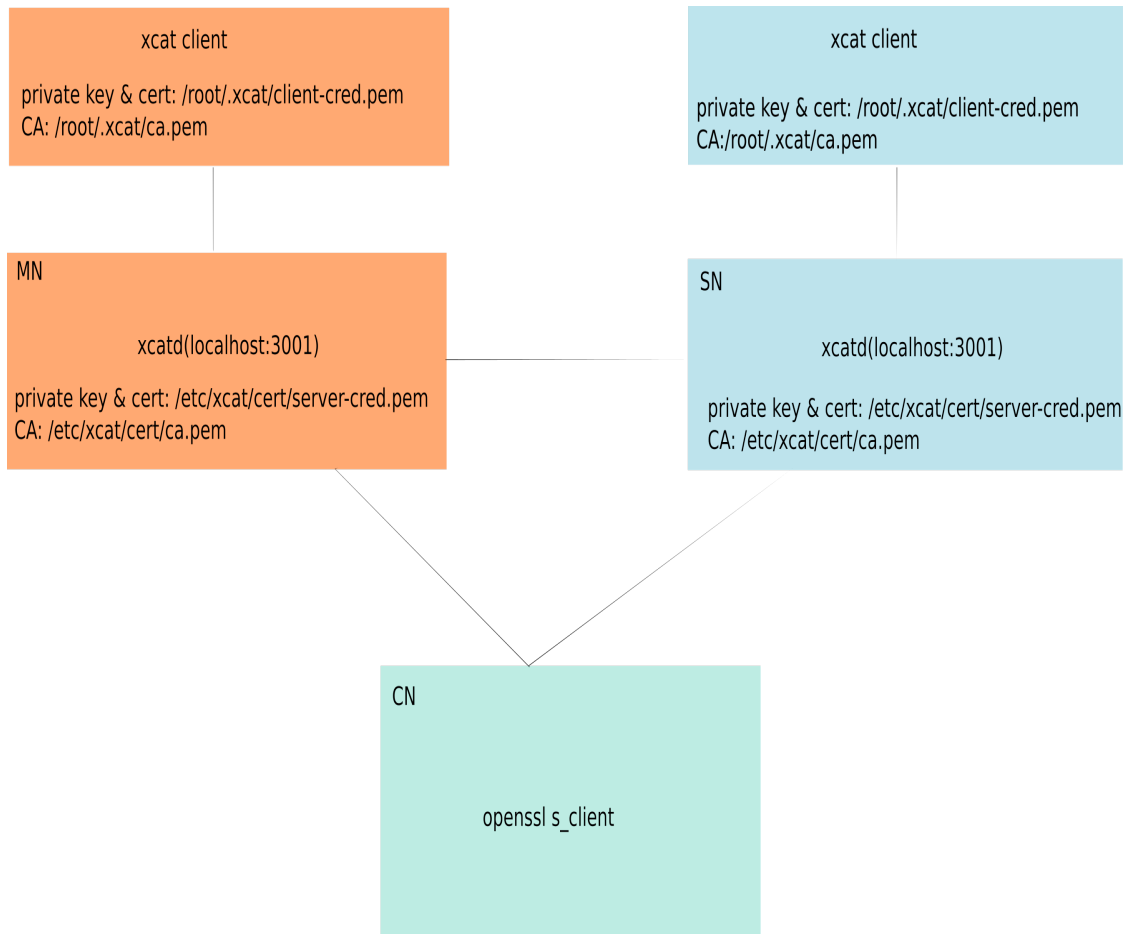 xcat client
private key & cert: /root/.xcat/client-cred.pem
CA: /root/.xcat/ca.pem
xcat client
private key & cert: /root/.xcat/client-cred.pem
CA:/root/.xcat/ca.pem
MN
xcatd(localhost:3001)
private key & cert: /etc/xcat/cert/server-cred.pem
CA: /etc/xcat/cert/ca.pem
SN
xcatd(localhost:3001)
private key & cert: /etc/xcat/cert/server-cred.pem
CA: /etc/xcat/cert/ca.pem
CN
openssl s_client